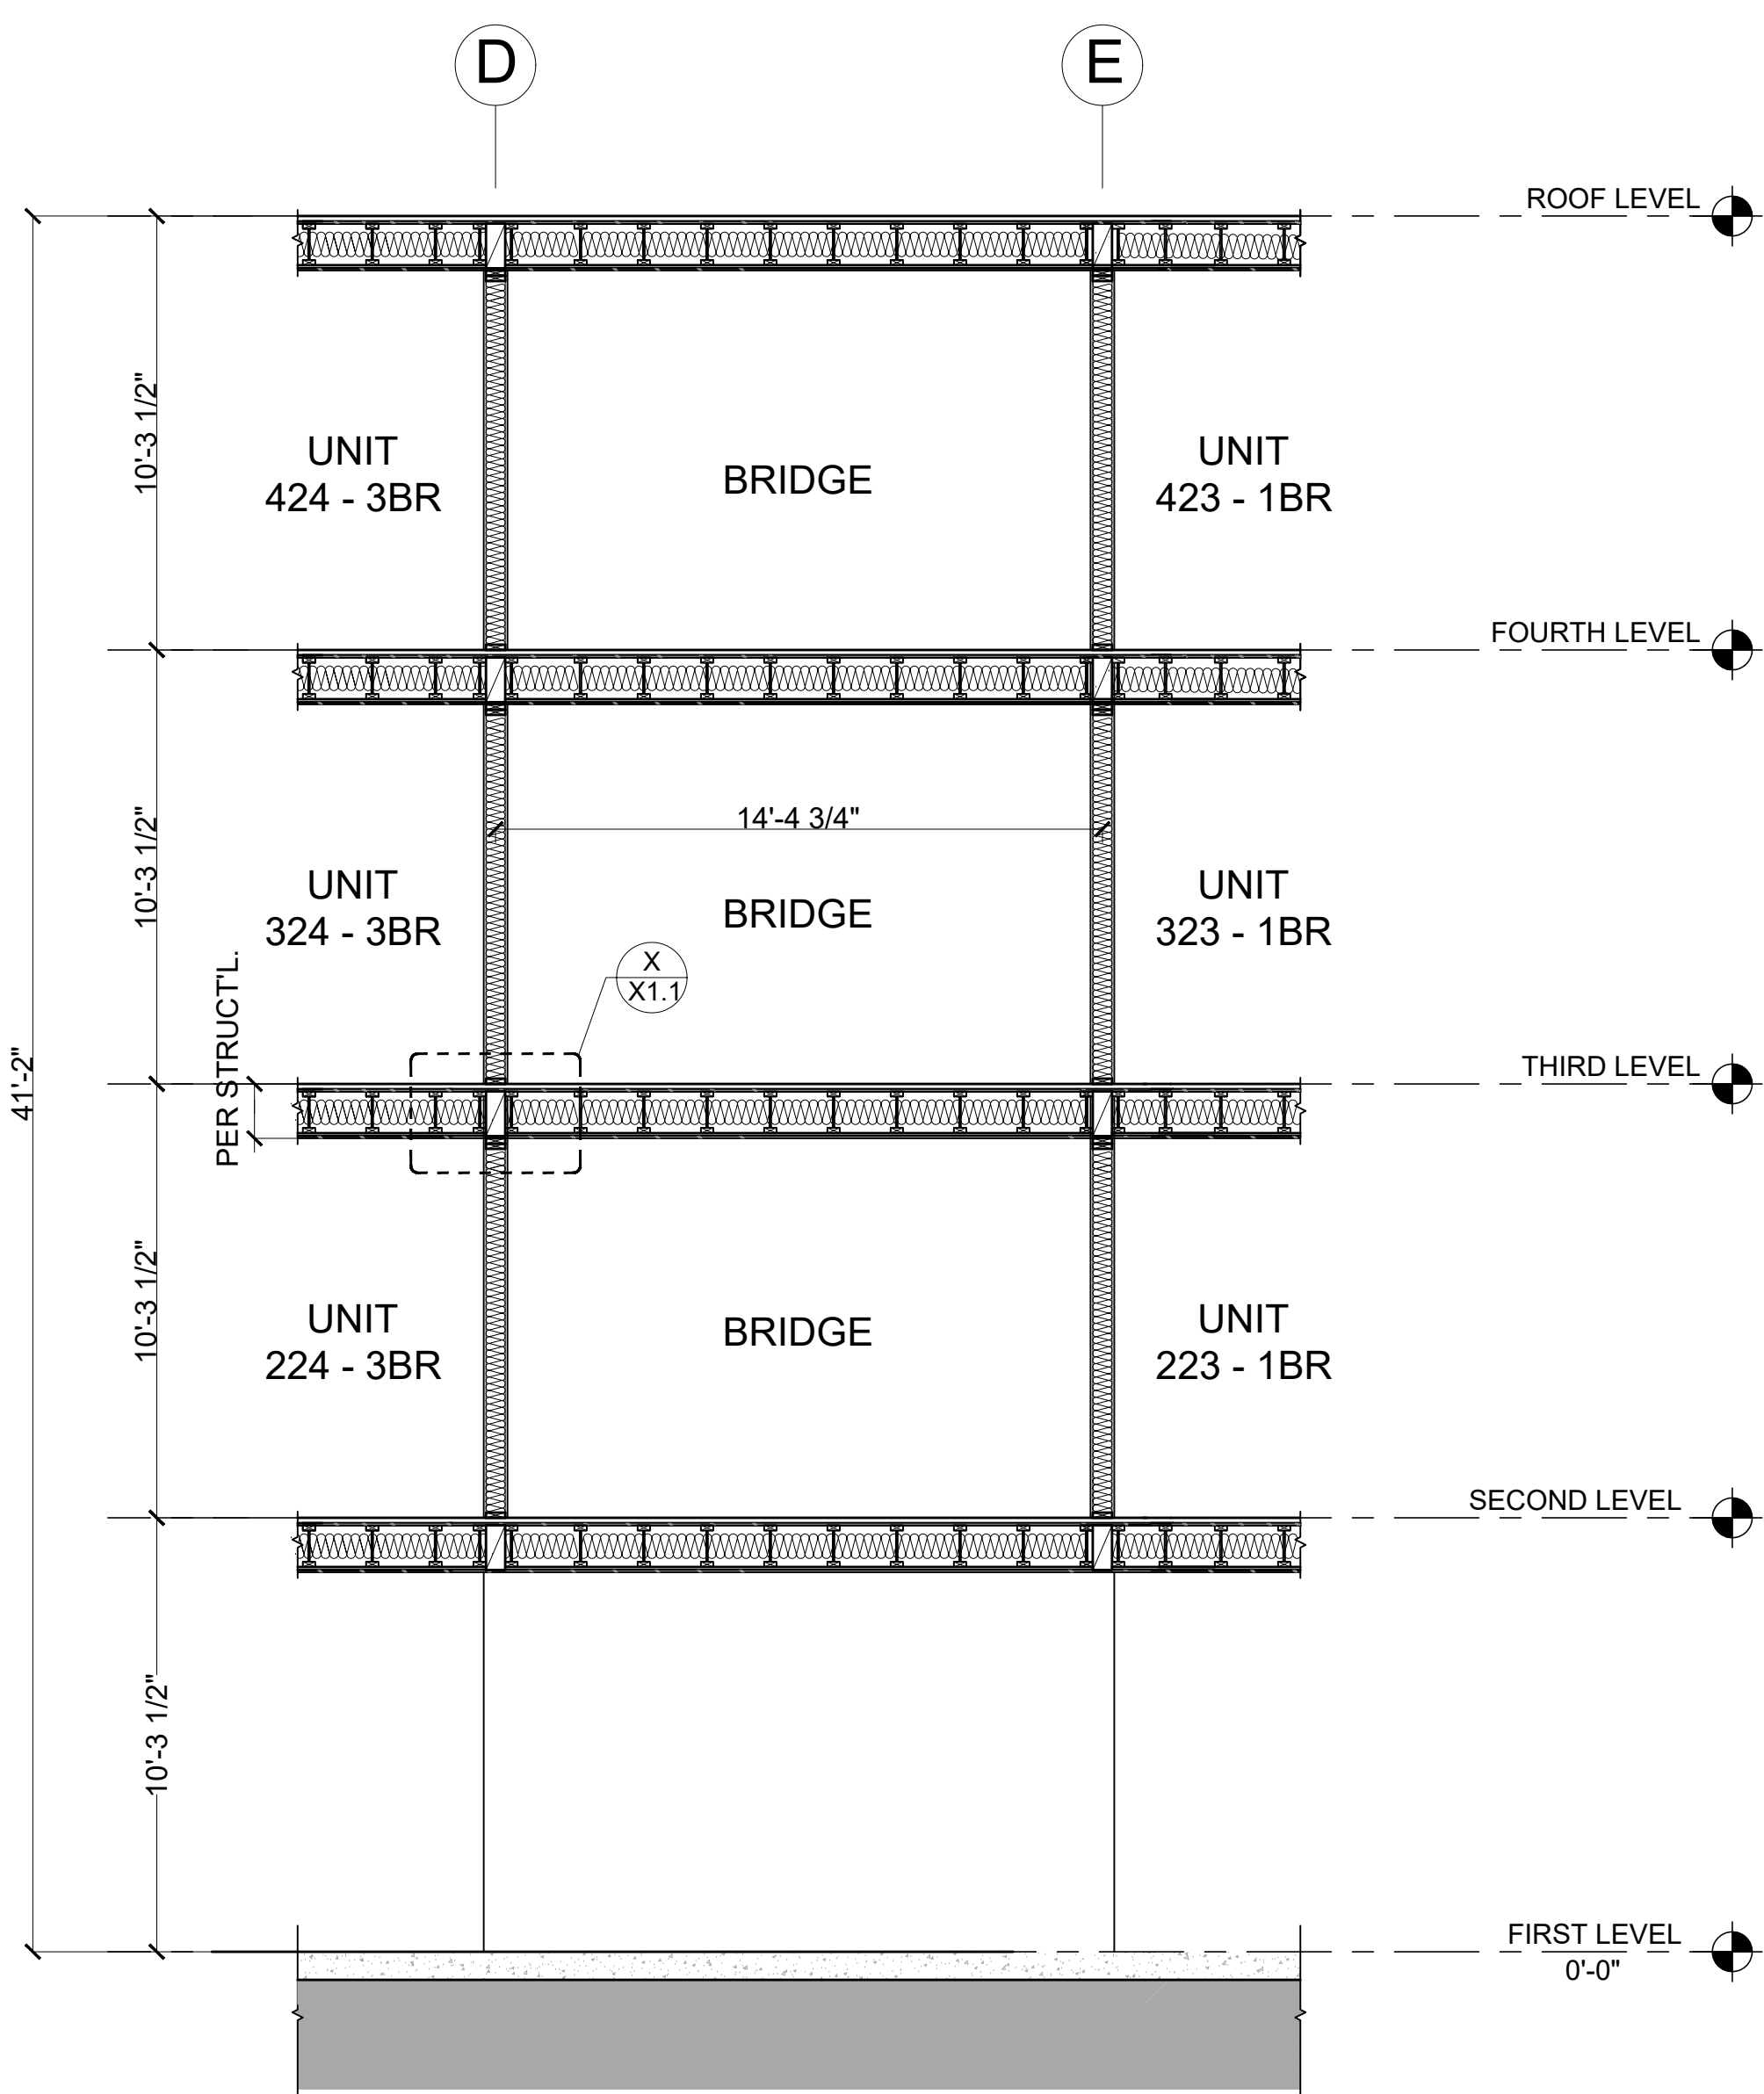 D
E
ROOF LEVEL
10'-3 1/2"
UNIT
424 - 3BR
BRIDGE
UNIT
423 - 1BR
FOURTH LEVEL
14'-4 3/4"
10'-3 1/2"
UNIT
324 - 3BR
BRIDGE
UNIT
323 - 1BR
X
X1.1
PER STRUCT'L.
41'-2"
THIRD LEVEL
10'-3 1/2"
UNIT
224 - 3BR
BRIDGE
UNIT
223 - 1BR
SECOND LEVEL
10'-3 1/2"
FIRST LEVEL
0'-0"